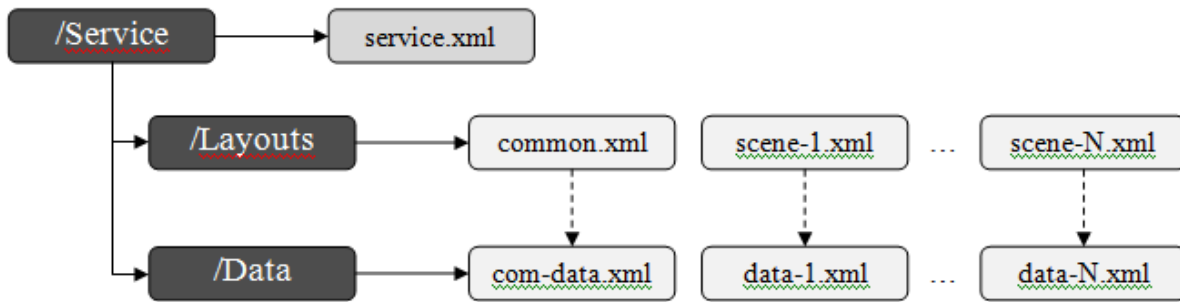 /Service
service.xml
/Layouts
common.xml
scene-1.xml
...
scene-N.xml
/Data
com-data.xml
data-1.xml
...
data-N.xml